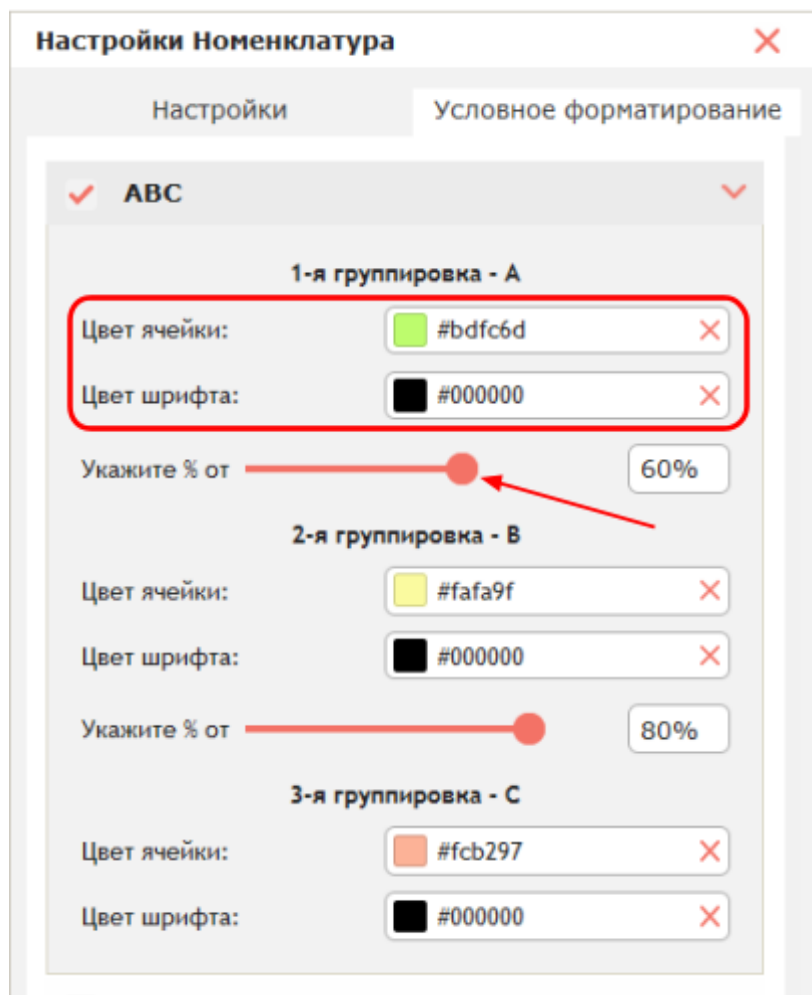 Настройки Номенклатура
Настройки Условное форматирование
ABC
1-я группировка - A
Цвет ячейки: #bdfc6d
Цвет шрифта: #000000
Укажите % от 60%
2-я группировка - B
Цвет ячейки: #fafa9f
Цвет шрифта: #000000
Укажите % от 80%
3-я группировка - C
Цвет ячейки: #fcb297
Цвет шрифта: #000000